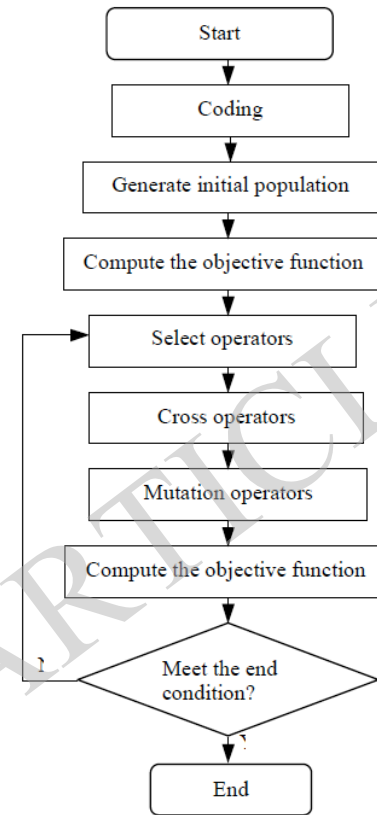 Start
Coding
Generate initial population
Compute the objective function
Select operators
Cross operators
Mutation operators
Compute the objective function
Meet the end
condition?
End